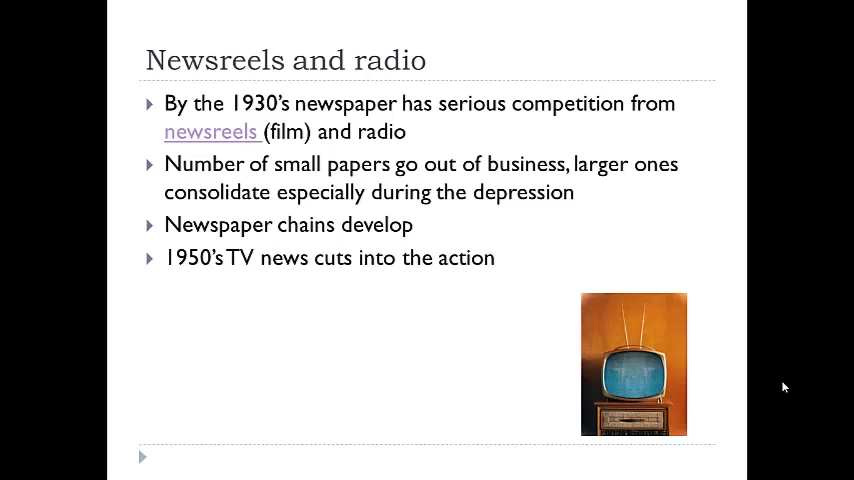 Newsreels and radio
By the 1930's newspaper has serious competition from
newsreels (film) and radio
Number of small papers go out of business, larger ones
consolidate especially during the depression
Newspaper chains develop
1950's TV news cuts into the action